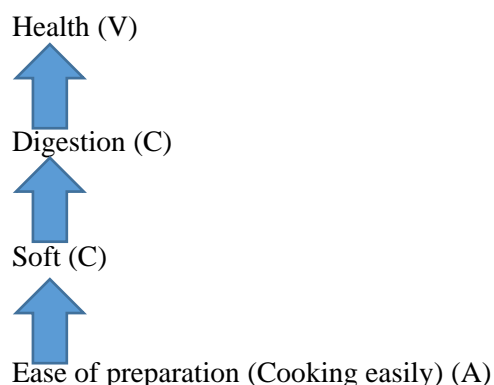 Health (V)
Digestion (C)
Soft (C)
Ease of preparation (Cooking easily) (A)